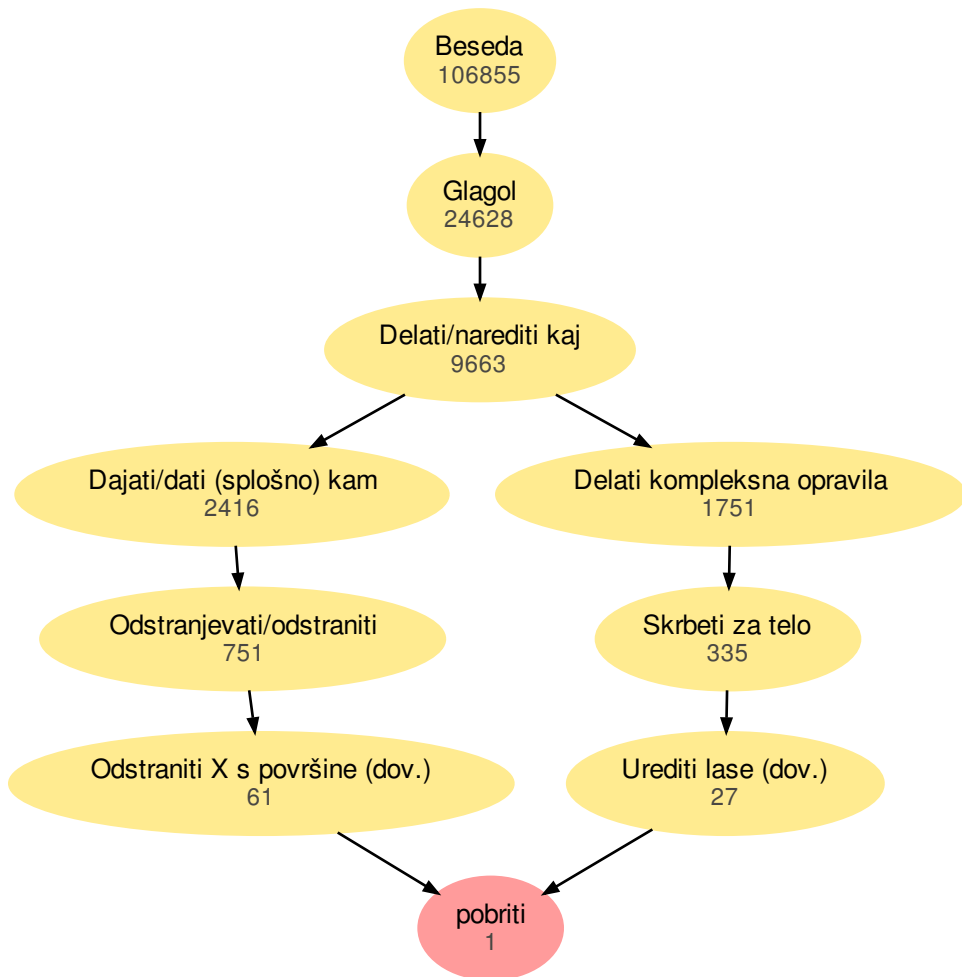 Beseda
106855
Glagol
24628
Delati/narediti kaj
9663
Dajati/dati (splošno) kam
2416
Delati kompleksna opravila
1751
Odstranjevati/odstraniti
751
Skrbeti za telo
335
Odstraniti X s površine (dov.)
61
Urediti lase (dov.)
27
pobriti
1